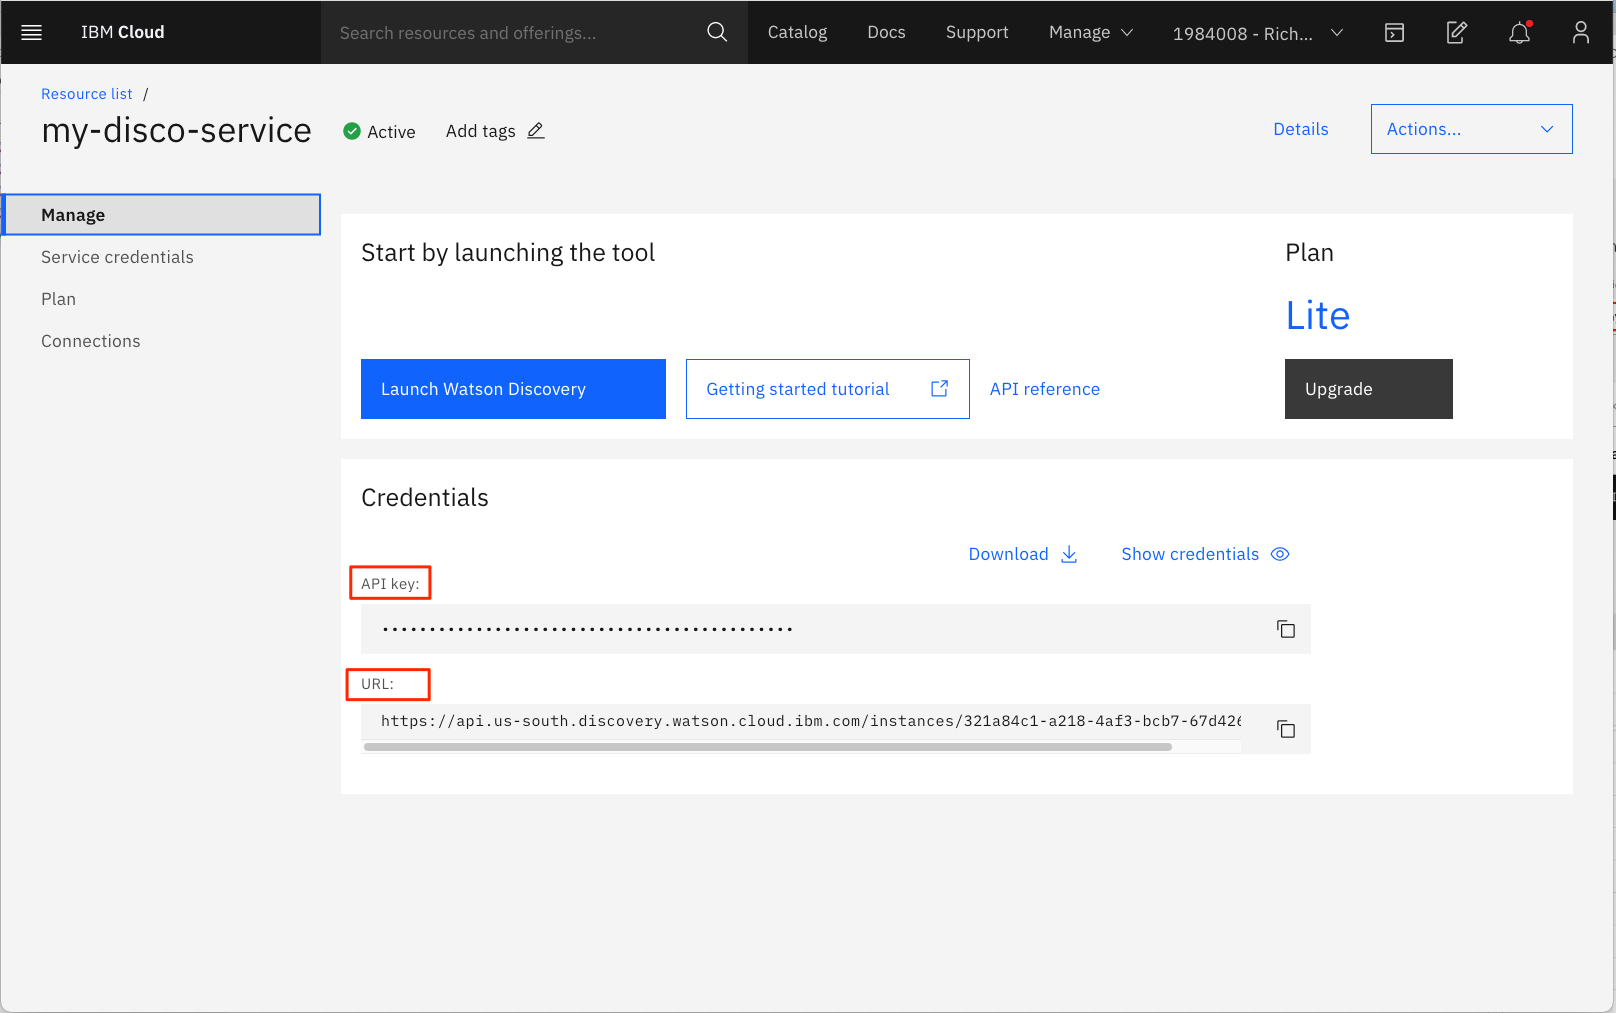 IBM Cloud
Search resources and offerings...
Catalog
Docs
Support
Manage
1984008 - Rich...
Resource list /
my-disco-service
Active
Add tags
Details
Actions...
Manage
Service credentials
Plan
Connections
Start by launching the tool
Plan
Lite
Launch Watson Discovery
Getting started tutorial
API reference
Upgrade
Credentials
Download
Show credentials
API key:
URL:
https://api.us-south.discovery.watson.cloud.ibm.com/instances/321a84c1-a218-4af3-bcb7-67d426